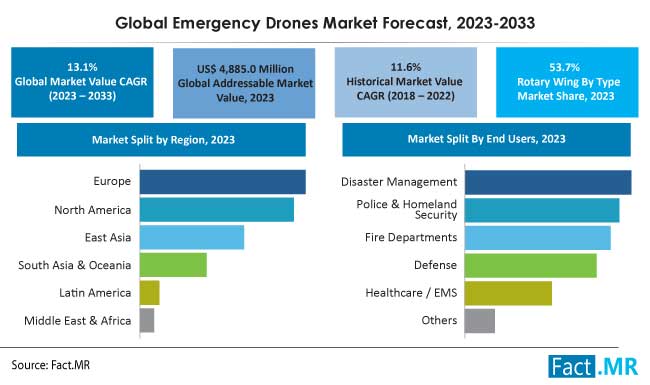 Global Emergency Drones Market Forecast, 2023-2033
13.1%
Global Market Value CAGR
(2023 – 2033)
US$ 4,885.0 Million
Global Addressable Market
Value, 2023
11.6%
Historical Market Value
CAGR (2018 – 2022)
53.7%
Rotary Wing By Type
Market Share, 2023
Market Split by Region, 2023
Europe
North America
East Asia
South Asia & Oceania
Latin America
Middle East & Africa
Market Split By End Users, 2023
Disaster Management
Police & Homeland
Security
Fire Departments
Defense
Healthcare / EMS
Others
Source: Fact.MR
Fact.MR